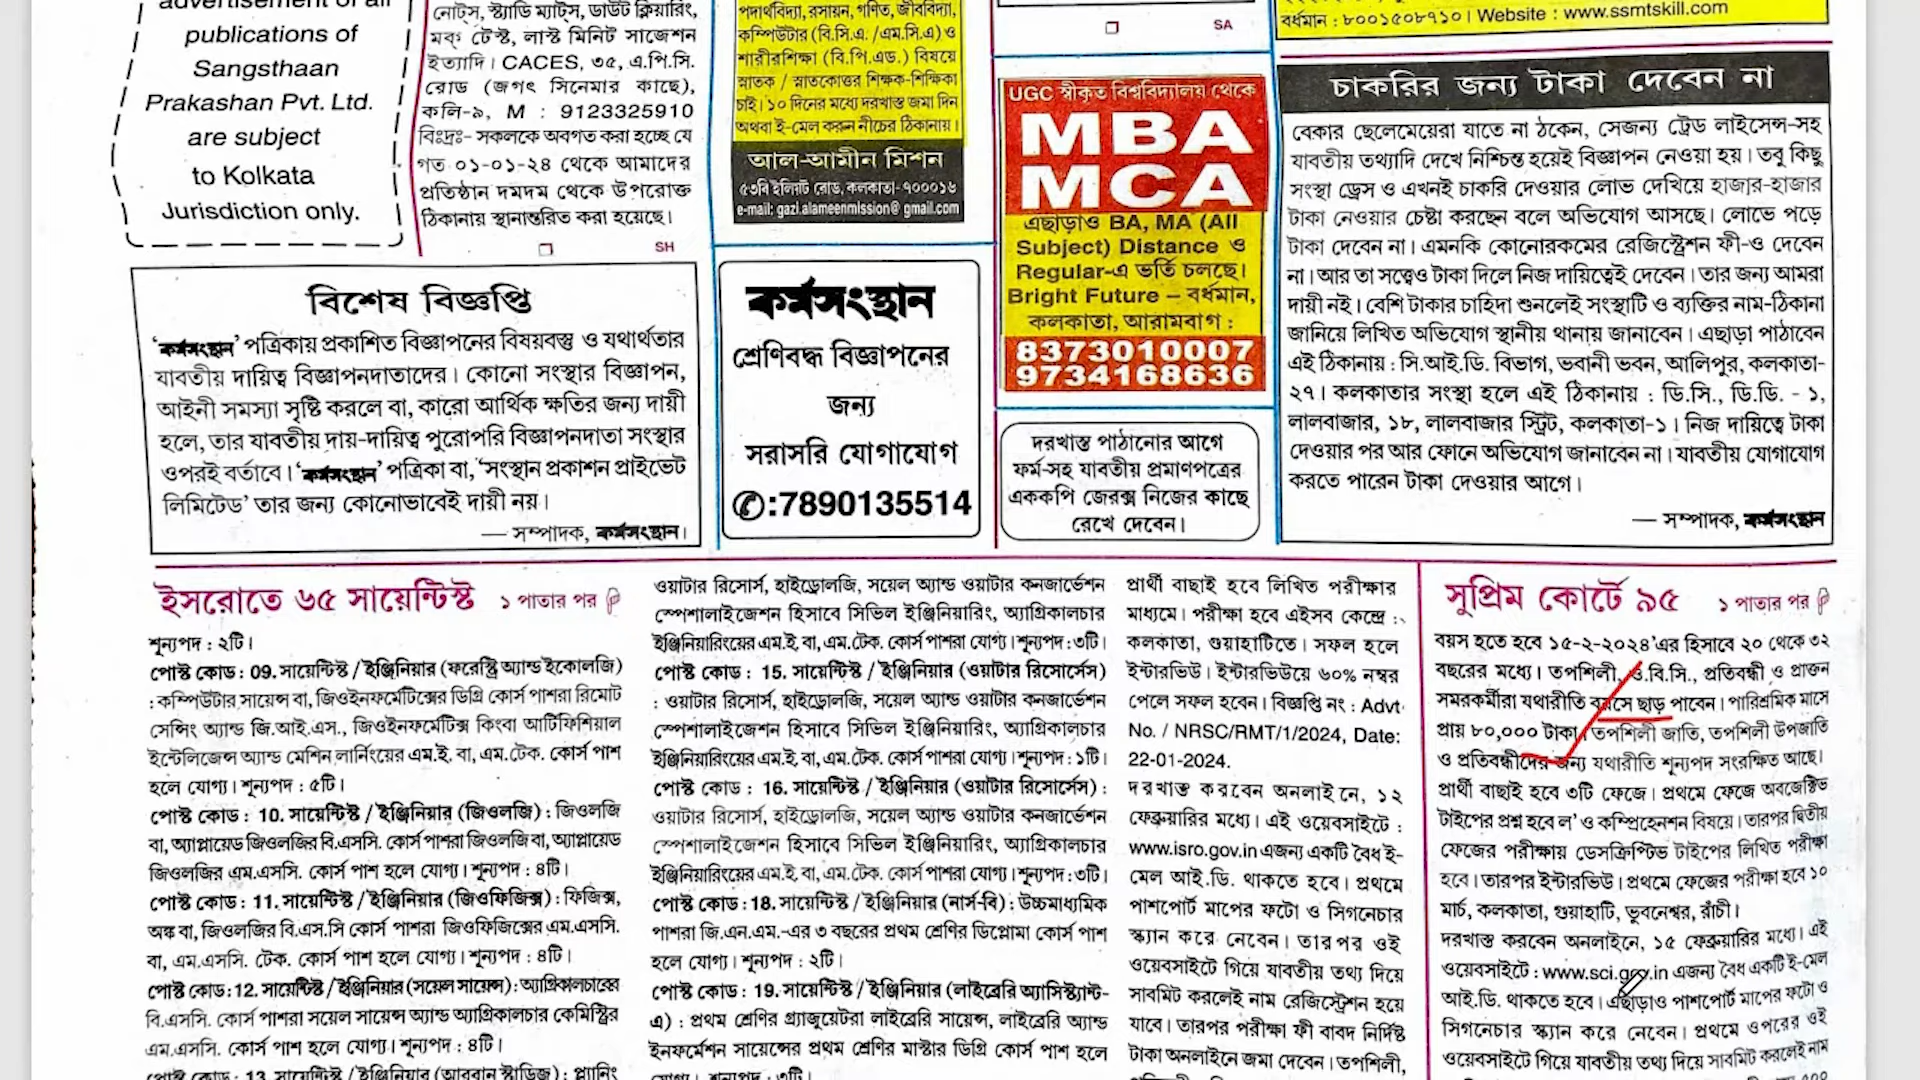 advertisement of all
publications of
Sangsthaan
Prakashan Pvt. Ltd.
are subject
to Kolkata
Jurisdiction only.
নোট্‌স, স্ট্যাডি ম্যাট্‌স, ডাউট ক্লিয়ারিং,
মক্‌ টেস্ট, লাস্ট মিনিট সাজেশন
ইত্যাদি। CACES, ৩৫, এ.পি.সি.
রোড (জগৎ সিনেমার কাছে),
কলি-৯, M : 9123325910
বিঃদ্রঃ- সকলকে অবগত করা হচ্ছে যে
গত ০১-০১-২৪ থেকে আমাদের
প্রতিষ্ঠান দমদম থেকে উপরোক্ত
ঠিকানায় স্থানান্তরিত করা হয়েছে।
SH
পদার্থবিদ্যা, রসায়ন, গণিত, জীববিদ্যা,
কম্পিউটার (বি.সি.এ. /এম.সি.এ) ও
শারীরশিক্ষা (বি.পি.এড.) বিষয়ে
স্নাতক / স্নাতকোত্তর শিক্ষক-শিক্ষিকা
চাই। ১০ দিনের মধ্যে দরখাস্ত জমা দিন
অথবা ই-মেল করুন নীচের ঠিকানায়।
আল-আমীন মিশন
৫৩বি ইলিয়ট রোড, কলকাতা-৭০০০১৬
e-mail: gazi.alameenmission@ gmail.com
SA
UGC স্বীকৃত বিশ্ববিদ্যালয় থেকে
MBA
MCA
এছাড়াও BA, MA (All
Subject) Distance ও
Regular-এ ভর্তি চলছে।
Bright Future – বর্ধমান,
কলকাতা, আরামবাগ :
8373010007
9734168636
বর্ধমান : ৮০০১৫০৮৭১০। Website : www.ssmtskill.com
চাকরির জন্য টাকা দেবেন না
বেকার ছেলেমেয়েরা যাতে না ঠকেন, সেজন্য ট্রেড লাইসেন্স-সহ
যাবতীয় তথ্যাদি দেখে নিশ্চিন্ত হয়েই বিজ্ঞাপন নেওয়া হয়। তবু কিছু
সংস্থা ড্রেস ও এখনই চাকরি দেওয়ার লোভ দেখিয়ে হাজার-হাজার
টাকা নেওয়ার চেষ্টা করছেন বলে অভিযোগ আসছে। লোভে পড়ে
টাকা দেবেন না। এমনকি কোনোরকমের রেজিস্ট্রেশন ফী-ও দেবেন
না। আর তা সত্ত্বেও টাকা দিলে নিজ দায়িত্বেই দেবেন। তার জন্য আমরা
দায়ী নই। বেশি টাকার চাহিদা শুনলেই সংস্থাটি ও ব্যক্তির নাম-ঠিকানা
জানিয়ে লিখিত অভিযোগ স্থানীয় থানায় জানাবেন। এছাড়া পাঠাবেন
এই ঠিকানায় : সি.আই.ডি. বিভাগ, ভবানী ভবন, আলিপুর, কলকাতা-
২৭। কলকাতার সংস্থা হলে এই ঠিকানায় : ডি.সি., ডি.ডি. - ১,
লালবাজার, ১৮, লালবাজার স্ট্রিট, কলকাতা-১। নিজ দায়িত্বে টাকা
দেওয়ার পর আর ফোনে অভিযোগ জানাবেন না। যাবতীয় যোগাযোগ
করতে পারেন টাকা দেওয়ার আগে।
— সম্পাদক, কর্মসংস্থান
বিশেষ বিজ্ঞপ্তি
'কর্মসংস্থান' পত্রিকায় প্রকাশিত বিজ্ঞাপনের বিষয়বস্তু ও যথার্থতার
যাবতীয় দায়িত্ব বিজ্ঞাপনদাতাদের। কোনো সংস্থার বিজ্ঞাপন,
আইনী সমস্যা সৃষ্টি করলে বা, কারো আর্থিক ক্ষতির জন্য দায়ী
হলে, তার যাবতীয় দায়-দায়িত্ব পুরোপরি বিজ্ঞাপনদাতা সংস্থার
ওপরই বর্তাবে। 'কর্মসংস্থান' পত্রিকা বা, 'সংস্থান প্রকাশন প্রাইভেট
লিমিটেড' তার জন্য কোনোভাবেই দায়ী নয়।
— সম্পাদক, কর্মসংস্থান।
কর্মসংস্থান
শ্রেণিবদ্ধ বিজ্ঞাপনের
জন্য
সরাসরি যোগাযোগ
✆:7890135514
দরখাস্ত পাঠানোর আগে
ফর্ম-সহ যাবতীয় প্রমাণপত্রের
এককপি জেরক্স নিজের কাছে
রেখে দেবেন।
ইসরোতে ৬৫ সায়েন্টিস্ট ১ পাতার পর
শূন্যপদ : ২টি।
পোস্ট কোড : 09. সায়েন্টিস্ট / ইঞ্জিনিয়ার (ফরেস্ট্রি অ্যান্ড ইকোলজি)
: কম্পিউটার সায়েন্স বা, জিওইনফর্মেটিক্সের ডিগ্রি কোর্স পাশরা রিমোট
সেন্সিং অ্যান্ড জি.আই.এস., জিওইনফর্মেটিক্স কিংবা আর্টিফিশিয়াল
ইন্টেলিজেন্স অ্যান্ড মেশিন লার্নিংয়ের এম.ই. বা, এম.টেক. কোর্স পাশ
হলে যোগ্য। শূন্যপদ : ৫টি।
পোস্ট কোড : 10. সায়েন্টিস্ট / ইঞ্জিনিয়ার (জিওলজি) : জিওলজি
বা, অ্যাপ্লায়েড জিওলজির বি.এসসি. কোর্স পাশরা জিওলজি বা, অ্যাপ্লায়েড
জিওলজির এম.এসসি. কোর্স পাশ হলে যোগ্য। শূন্যপদ : ৪টি।
পোস্ট কোড : 11. সায়েন্টিস্ট / ইঞ্জিনিয়ার (জিওফিজিক্স) : ফিজিক্স,
অঙ্ক বা, জিওলজির বি.এস.সি কোর্স পাশরা জিওফিজিক্সের এম.এসসি.
বা, এম.এসসি. টেক. কোর্স পাশ হলে যোগ্য। শূন্যপদ : ৪টি।
পোস্ট কোড : 12. সায়েন্টিস্ট / ইঞ্জিনিয়ার (সয়েল সায়েন্স) : অ্যাগ্রিকালচারের
বি.এসসি. কোর্স পাশরা সয়েল সায়েন্স অ্যান্ড অ্যাগ্রিকালচার কেমিস্ট্রির
এম.এসসি. কোর্স পাশ হলে যোগ্য। শূন্যপদ : ৪টি।
পোস্ট কোড : 13. সায়েন্টিস্ট / ইঞ্জিনিয়ার (আরবান স্টাডিজ) : প্ল্যানিং
ওয়াটার রিসোর্স, হাইড্রোলজি, সয়েল অ্যান্ড ওয়াটার কনজার্ভেশন
স্পেশালাইজেশন হিসাবে সিভিল ইঞ্জিনিয়ারিং, অ্যাগ্রিকালচার
ইঞ্জিনিয়ারিংয়ের এম.ই. বা, এম.টেক. কোর্স পাশরা যোগ্য। শূন্যপদ : ৩টি।
পোস্ট কোড : 15. সায়েন্টিস্ট / ইঞ্জিনিয়ার (ওয়াটার রিসোর্সেস)
: ওয়াটার রিসোর্স, হাইড্রোলজি, সয়েল অ্যান্ড ওয়াটার কনজার্ভেশন
স্পেশালাইজেশন হিসাবে সিভিল ইঞ্জিনিয়ারিং, অ্যাগ্রিকালচার
ইঞ্জিনিয়ারিংয়ের এম.ই. বা, এম.টেক. কোর্স পাশরা যোগ্য। শূন্যপদ : ১টি।
পোস্ট কোড : 16. সায়েন্টিস্ট / ইঞ্জিনিয়ার (ওয়াটার রিসোর্সেস) :
ওয়াটার রিসোর্স, হাইড্রোলজি, সয়েল অ্যান্ড ওয়াটার কনজার্ভেশন
স্পেশালাইজেশন হিসাবে সিভিল ইঞ্জিনিয়ারিং, অ্যাগ্রিকালচার
ইঞ্জিনিয়ারিংয়ের এম.ই. বা, এম.টেক. কোর্স পাশরা যোগ্য। শূন্যপদ : ৩টি।
পোস্ট কোড : 18. সায়েন্টিস্ট / ইঞ্জিনিয়ার (নার্স-বি) : উচ্চমাধ্যমিক
পাশরা জি.এন.এম.-এর ৩ বছরের প্রথম শ্রেণির ডিপ্লোমা কোর্স পাশ
হলে যোগ্য। শূন্যপদ : ২টি।
পোস্ট কোড : 19. সায়েন্টিস্ট / ইঞ্জিনিয়ার (লাইব্রেরি অ্যাসিস্ট্যান্ট-
এ) : প্রথম শ্রেণির গ্র্যাজুয়েটরা লাইব্রেরি সায়েন্স, লাইব্রেরি অ্যান্ড
ইনফর্মেশন সায়েন্সের প্রথম শ্রেণির মাস্টার ডিগ্রি কোর্স পাশ হলে
যোগ্য। শূন্যপদ : ৩টি।
প্রার্থী বাছাই হবে লিখিত পরীক্ষার
মাধ্যমে। পরীক্ষা হবে এইসব কেন্দ্রে :
কলকাতা, গুয়াহাটিতে। সফল হলে
ইন্টারভিউ। ইন্টারভিউয়ে ৬০% নম্বর
পেলে সফল হবেন। বিজ্ঞপ্তি নং : Advt.
No. / NRSC/RMT/1/2024, Date:
22-01-2024.
দরখাস্ত করবেন অনলাইনে, ১২
ফেব্রুয়ারির মধ্যে। এই ওয়েবসাইটে :
www.isro.gov.in এজন্য একটি বৈধ ই-
মেল আই.ডি. থাকতে হবে। প্রথমে
পাশপোর্ট মাপের ফটো ও সিগনেচার
স্ক্যান করে নেবেন। তারপর ওই
ওয়েবসাইটে গিয়ে যাবতীয় তথ্য দিয়ে
সাবমিট করলেই নাম রেজিস্ট্রেশন হয়ে
যাবে। তারপর পরীক্ষা ফী বাবদ নির্দিষ্ট
টাকা অনলাইনে জমা দেবেন। তপশিলী,
সুপ্রিম কোর্টে ৯৫ ১ পাতার পর
বয়স হতে হবে ১৫-২-২০২৪'এর হিসাবে ২০ থেকে ৩২
বছরের মধ্যে। তপশিলী, ও.বি.সি., প্রতিবন্ধী ও প্রাক্তন
সমরকর্মীরা যথারীতি বয়সে ছাড় পাবেন। পারিশ্রমিক মাসে
প্রায় ৮০,০০০ টাকা। তপশিলী জাতি, তপশিলী উপজাতি
ও প্রতিবন্ধীদের জন্য যথারীতি শূন্যপদ সংরক্ষিত আছে।
প্রার্থী বাছাই হবে ৩টি ফেজে। প্রথমে ফেজে অবজেক্টিভ
টাইপের প্রশ্ন হবে ল' ও কম্প্রিহেনশন বিষয়ে। তারপর দ্বিতীয়
ফেজের পরীক্ষায় ডেসক্রিপ্টিভ টাইপের লিখিত পরীক্ষা
হবে। তারপর ইন্টারভিউ। প্রথম ফেজের পরীক্ষা হবে ১০
মার্চ, কলকাতা, গুয়াহাটি, ভুবনেশ্বর, রাঁচী।
দরখাস্ত করবেন অনলাইনে, ১৫ ফেব্রুয়ারির মধ্যে। এই
ওয়েবসাইটে : www.sci.gov.in এজন্য বৈধ একটি ই-মেল
আই.ডি. থাকতে হবে। এছাড়াও পাশপোর্ট মাপের ফটো ও
সিগনেচার স্ক্যান করে নেবেন। প্রথমে ওপরের ওই
ওয়েবসাইটে গিয়ে যাবতীয় তথ্য দিয়ে সাবমিট করলেই নাম